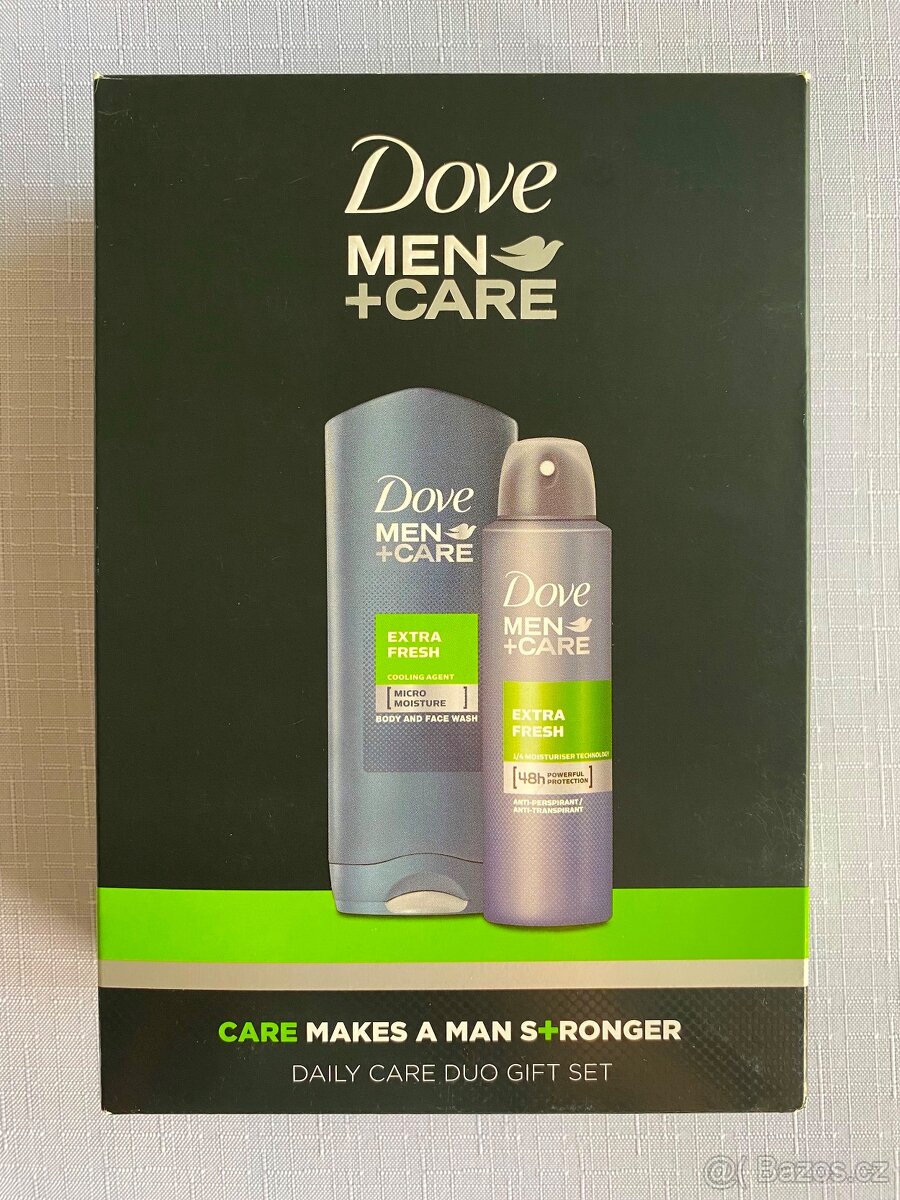 Dove
MEN
+CARE
Dove
MEN
+CARE
EXTRA
FRESH
COOLING AGENT
[MICRO
MOISTURE]
BODY AND FACE WASH
Dove
MEN
+CARE
EXTRA
FRESH
1/4 MOISTURISER TECHNOLOGY
[48h POWERFUL
PROTECTION]
ANTI-PERSPIRANT/
ANTI-TRANSPIRANT
CARE MAKES A MAN S+RONGER
DAILY CARE DUO GIFT SET
@( Bazos.cz